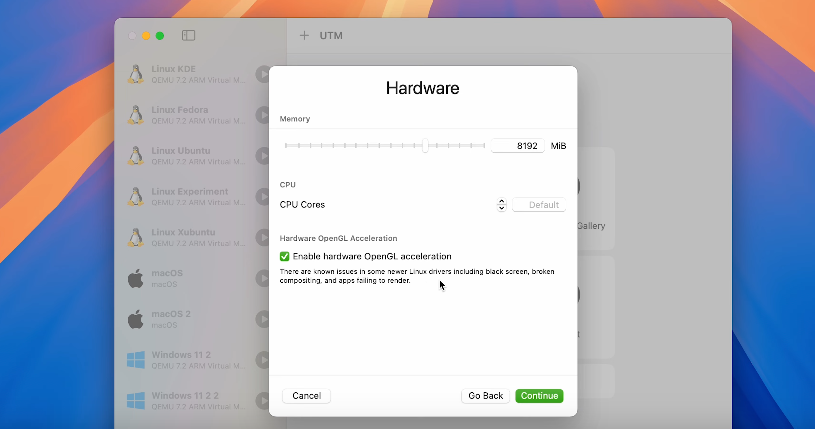 UTM
Linux KDE
QEMU 7.2 ARM Virtual M...
Linux Fedora
QEMU 7.2 ARM Virtual M...
Linux Ubuntu
QEMU 7.2 ARM Virtual M...
Linux Experiment
QEMU 7.2 ARM Virtual M...
Linux Xubuntu
QEMU 7.2 ARM Virtual M...
macOS
macOS
macOS 2
macOS
Windows 11 2
QEMU 7.2 ARM Virtual M...
Windows 11 2 2
QEMU 7.2 ARM Virtual M...
Hardware
Memory
8192 MiB
CPU
CPU Cores
Default
Hardware OpenGL Acceleration
Enable hardware OpenGL acceleration
There are known issues in some newer Linux drivers including black screen, broken
compositing, and apps failing to render.
Cancel
Go Back
Continue
Gallery